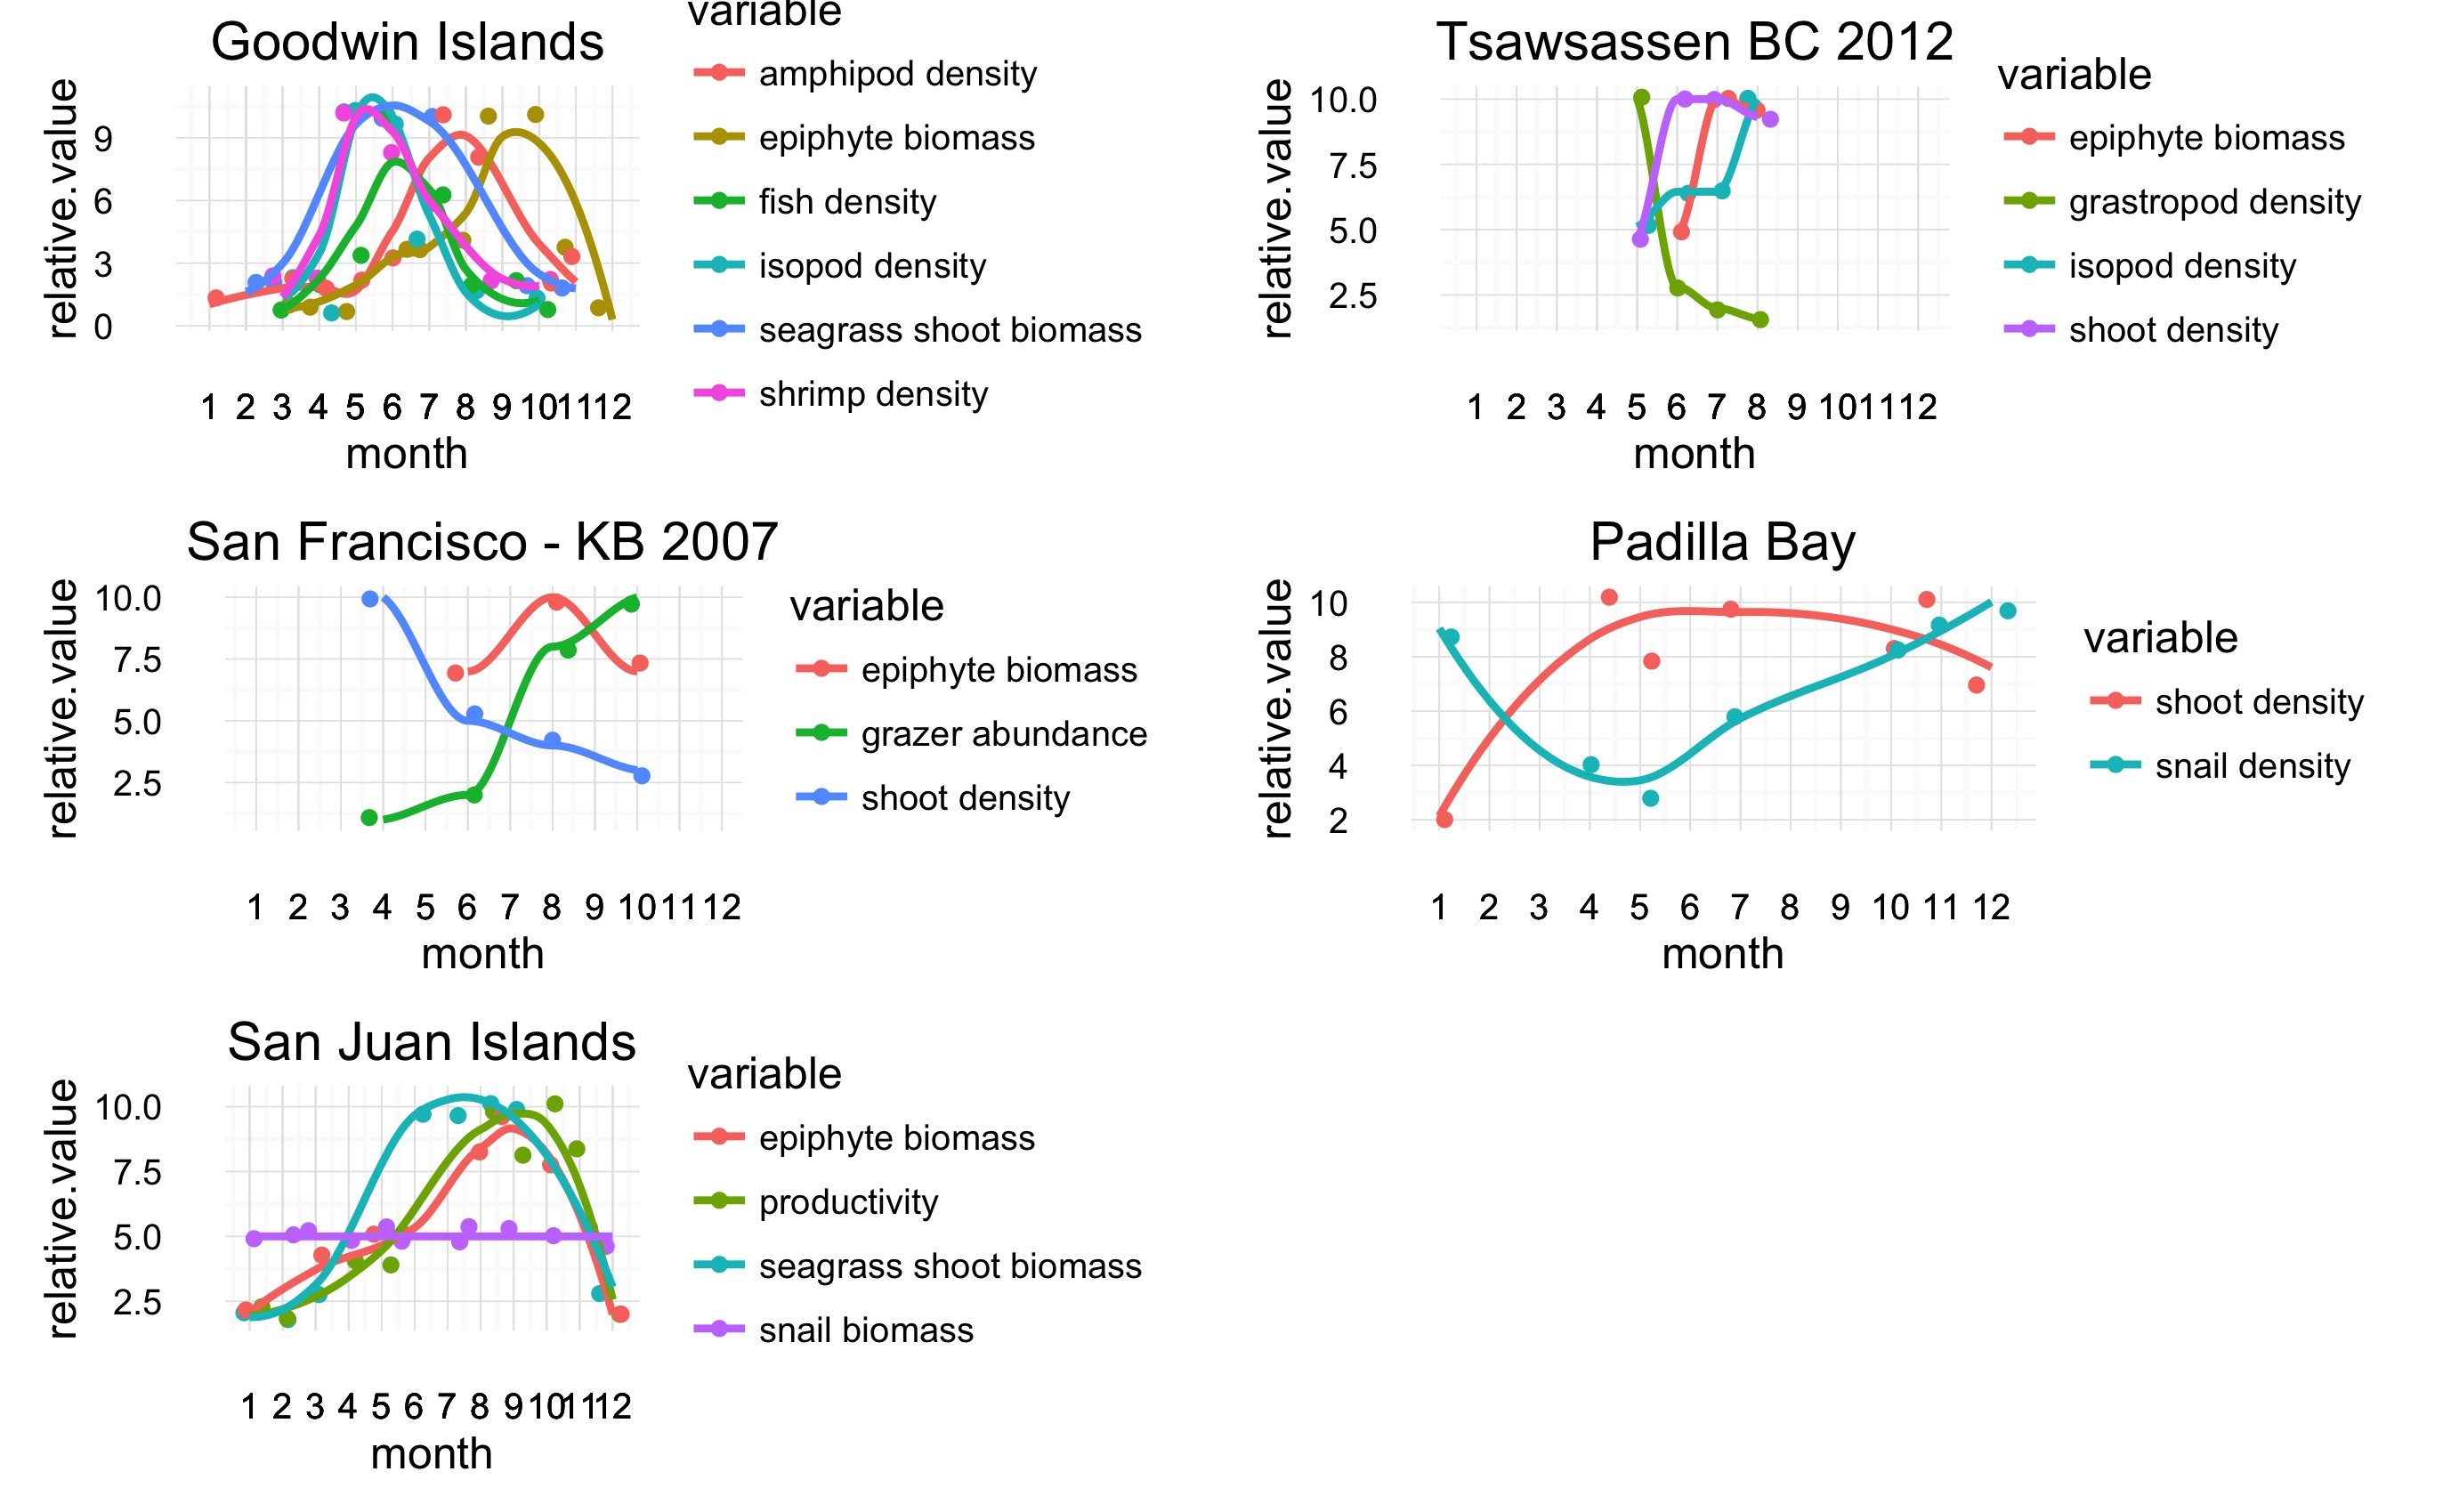 Goodwin Islands
relative.value
9
6
3
0
1 2 3 4 5 6 7 8 9 10 11 12
month
variable
amphipod density
epiphyte biomass
fish density
isopod density
seagrass shoot biomass
shrimp density
Tsawsassen BC 2012
relative.value
10.0
7.5
5.0
2.5
1 2 3 4 5 6 7 8 9 10 11 12
month
variable
epiphyte biomass
grastropod density
isopod density
shoot density
San Francisco - KB 2007
relative.value
10.0
7.5
5.0
2.5
1 2 3 4 5 6 7 8 9 10 11 12
month
variable
epiphyte biomass
grazer abundance
shoot density
Padilla Bay
relative.value
10
8
6
4
2
1 2 3 4 5 6 7 8 9 10 11 12
month
variable
shoot density
snail density
San Juan Islands
relative.value
10.0
7.5
5.0
2.5
1 2 3 4 5 6 7 8 9 10 11 12
month
variable
epiphyte biomass
productivity
seagrass shoot biomass
snail biomass